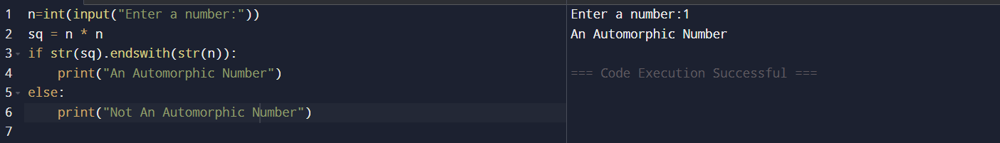 1 n=int(input("Enter a number:"))
2 sq = n * n
3 if str(sq).endswith(str(n)):
4     print("An Automorphic Number")
5 else:
6     print("Not An Automorphic Number")
7
Enter a number:1
An Automorphic Number
=== Code Execution Successful ===